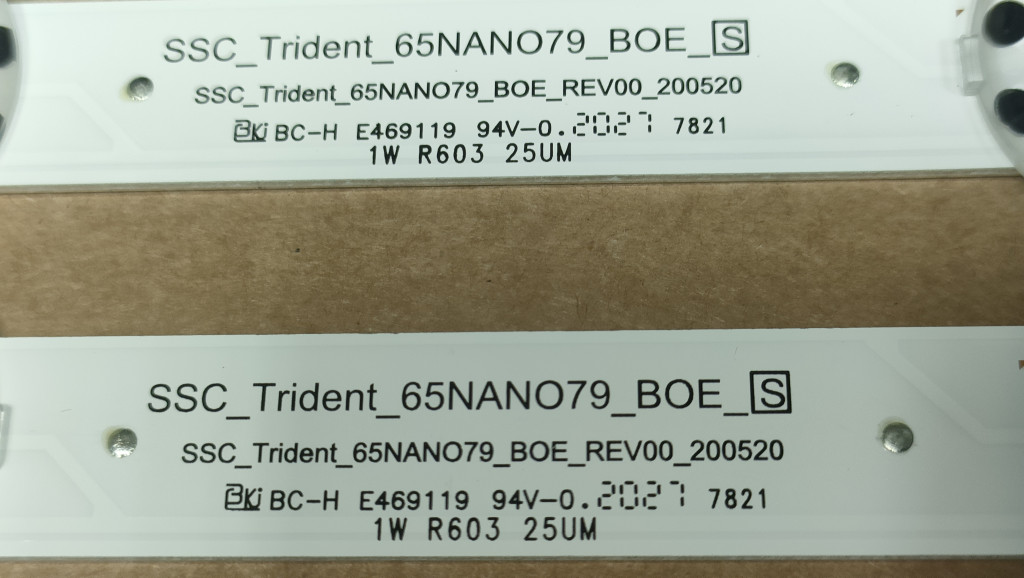 SSC_Trident_65NANO79_BOE_S
SSC_Trident_65NANO79_BOE_REV00_200520
BKi BC-H E469119 94V-0. 2027 7821
1W R603 25UM
SSC_Trident_65NANO79_BOE_S
SSC_Trident_65NANO79_BOE_REV00_200520
BKi BC-H E469119 94V-0. 2027 7821
1W R603 25UM